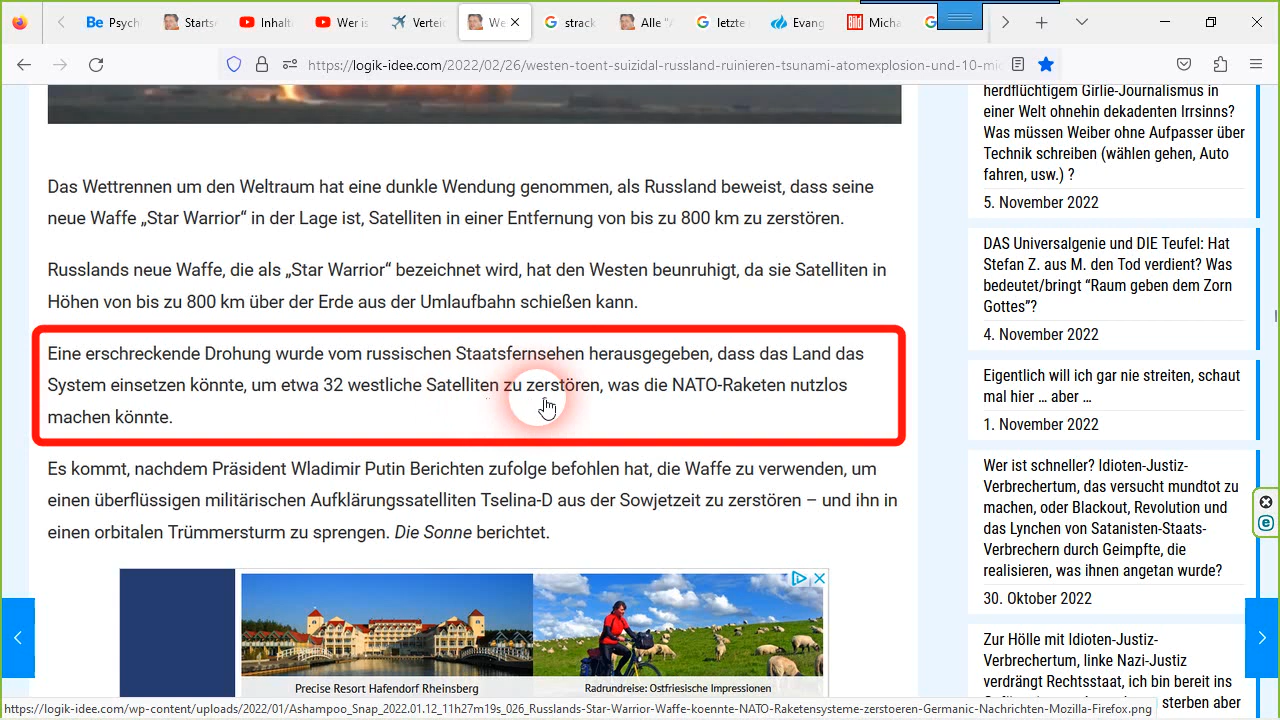 Be Psych
Starts
Inhalt
Wer is
Vertei
We
strack
Alle "A
letzte
Evang
Bild
Micha
https://logik-idee.com/2022/02/26/westen-toent-suizidal-russland-ruinieren-tsunami-atomexplosion-und-10-mi
Das Wettrennen um den Weltraum hat eine dunkle Wendung genommen, als Russland beweist, dass seine
neue Waffe „Star Warrior“ in der Lage ist, Satelliten in einer Entfernung von bis zu 800 km zu zerstören.
Russlands neue Waffe, die als „Star Warrior“ bezeichnet wird, hat den Westen beunruhigt, da sie Satelliten in
Höhen von bis zu 800 km über der Erde aus der Umlaufbahn schießen kann.
Eine erschreckende Drohung wurde vom russischen Staatsfernsehen herausgegeben, dass das Land das
System einsetzen könnte, um etwa 32 westliche Satelliten zu zerstören, was die NATO-Raketen nutzlos
machen könnte.
Es kommt, nachdem Präsident Wladimir Putin Berichten zufolge befohlen hat, die Waffe zu verwenden, um
einen überflüssigen militärischen Aufklärungssatelliten Tselina-D aus der Sowjetzeit zu zerstören – und ihn in
einen orbitalen Trümmersturm zu sprengen. Die Sonne berichtet.
Precise Resort Hafendorf Rheinsberg
Radrundreise: Ostfriesische Impressionen
herdflüchtigem Girlie-Journalismus in
einer Welt ohnehin dekadenten Irrsinns?
Was müssen Weiber ohne Aufpasser über
Technik schreiben (wählen gehen, Auto
fahren, usw.) ?
5. November 2022
DAS Universalgenie und DIE Teufel: Hat
Stefan Z. aus M. den Tod verdient? Was
bedeutet/bringt “Raum geben dem Zorn
Gottes”?
4. November 2022
Eigentlich will ich gar nie streiten, schaut
mal hier … aber …
1. November 2022
Wer ist schneller? Idioten-Justiz-
Verbrechertum, das versucht mundtot zu
machen, oder Blackout, Revolution und
das Lynchen von Satanisten-Staats-
Verbrechern durch Geimpfte, die
realisieren, was ihnen angetan wurde?
30. Oktober 2022
Zur Hölle mit Idioten-Justiz-
Verbrechertum, linke Nazi-Justiz
verdrängt Rechtsstaat, ich bin bereit ins
sterben aber
https://logik-idee.com/wp-content/uploads/2022/01/Ashampoo_Snap_2022.01.12_11h27m19s_026_Russlands-Star-Warrior-Waffe-koennte-NATO-Raketensysteme-zerstoeren-Germanic-Nachrichten-Mozilla-Firefox.png